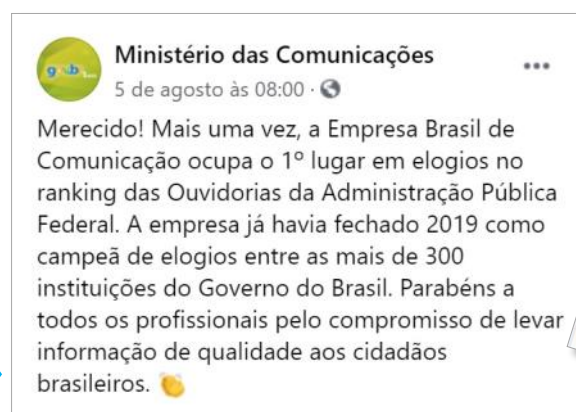 Ministério das Comunicações
5 de agosto às 08:00 ·
Merecido! Mais uma vez, a Empresa Brasil de
Comunicação ocupa o 1º lugar em elogios no
ranking das Ouvidorias da Administração Pública
Federal. A empresa já havia fechado 2019 como
campeã de elogios entre as mais de 300
instituições do Governo do Brasil. Parabéns a
todos os profissionais pelo compromisso de levar
informação de qualidade aos cidadãos
brasileiros. 👏